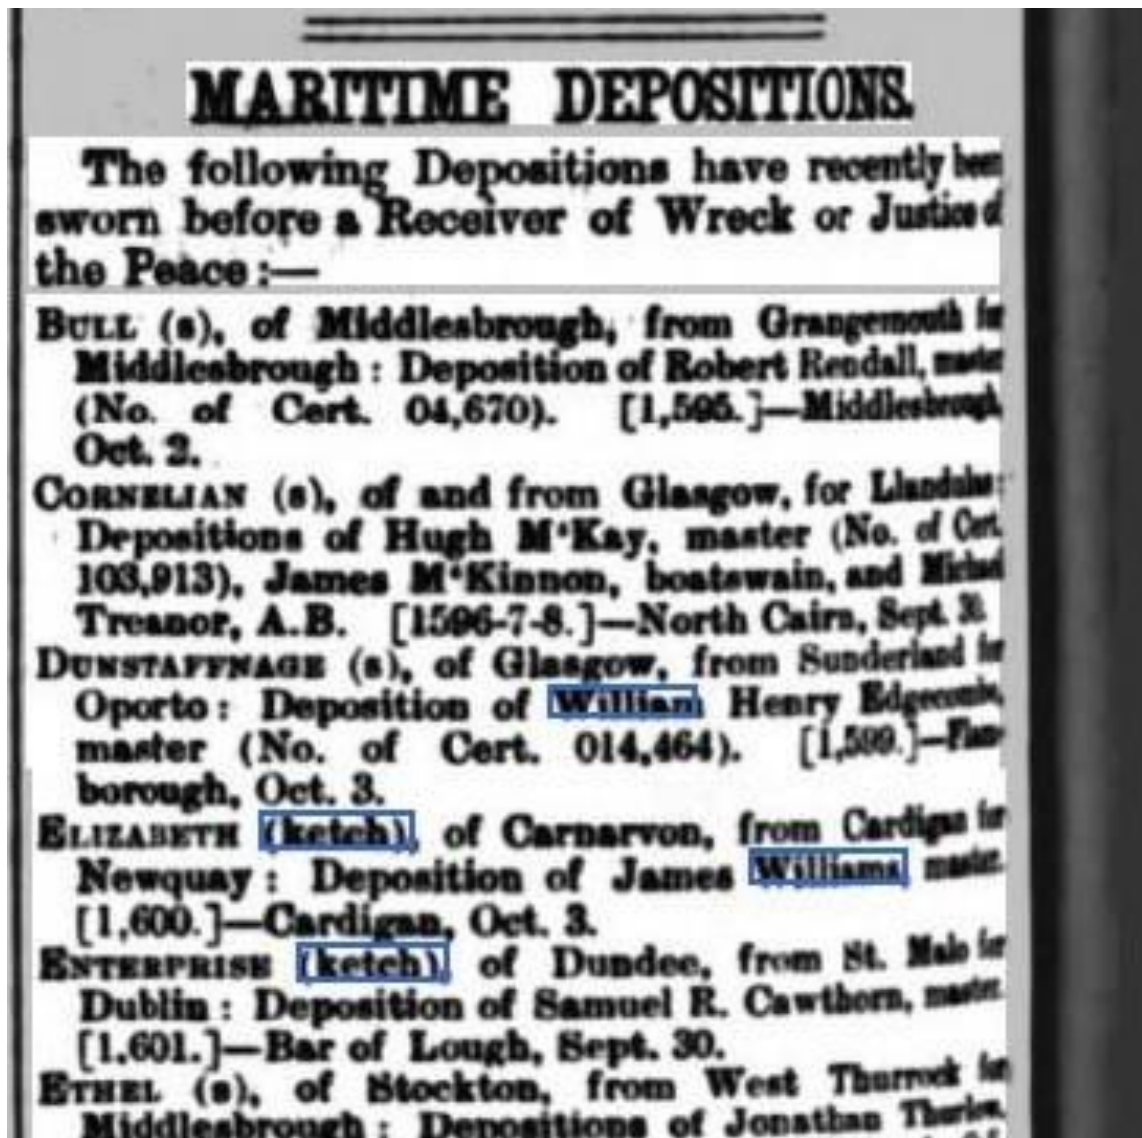 MARITIME DEPOSITIONS.
The following Depositions have recently been
sworn before a Receiver of Wreck or Justice of
the Peace :—
BULL (s), of Middlesbrough, from Grangemouth for
Middlesbrough : Deposition of Robert Rendall, master
(No. of Cert. 04,670). [1,595.]—Middlesbrough,
Oct. 2.
CORNELIAN (s), of and from Glasgow, for Llandulas :
Depositions of Hugh M‘Kay, master (No. of Cert.
103,913), James M‘Kinnon, boatswain, and Michael
Treanor, A.B. [1596-7-8.]—North Cairn, Sept. 30.
DUNSTAFFNAGE (s), of Glasgow, from Sunderland for
Oporto : Deposition of William Henry Edgecombe,
master (No. of Cert. 014,464). [1,599.]—Flam-
borough, Oct. 3.
ELIZABETH (ketch), of Carnarvon, from Cardigan for
Newquay : Deposition of James Williams, master.
[1,600.]—Cardigan, Oct. 3.
ENTERPRISE (ketch), of Dundee, from St. Malo for
Dublin : Deposition of Samuel R. Cawthorn, master.
[1,601.]—Bar of Lough, Sept. 30.
ETHEL (s), of Stockton, from West Thurrock for
Middlesbrough : Depositions of Jonathan